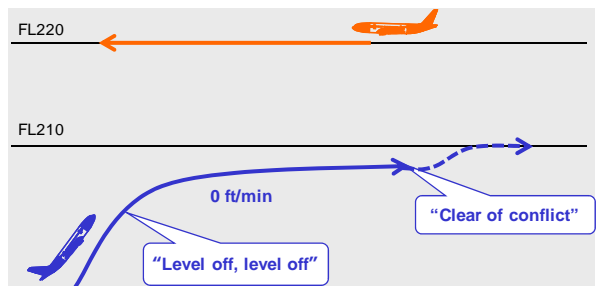 FL220
FL210
0 ft/min
“Clear of conflict”
“Level off, level off”